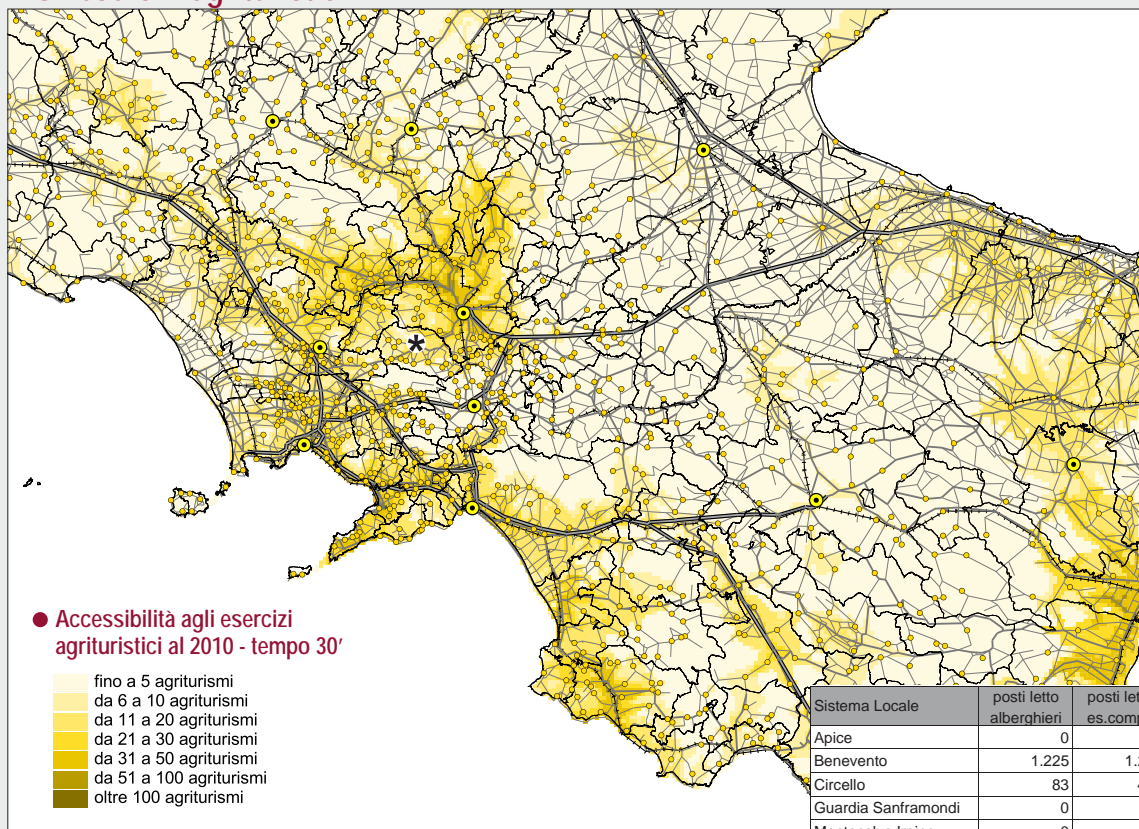 Accessibilità agli esercizi
agrituristici al 2010 - tempo 30'
fino a 5 agriturismi
da 6 a 10 agriturismi
da 11 a 20 agriturismi
da 21 a 30 agriturismi
da 31 a 50 agriturismi
da 51 a 100 agriturismi
oltre 100 agriturismi
*
Sistema Locale posti letto
alberghieri posti
Apice 0
Benevento 1.225
Circello 83
Guardia Sanframondi 0